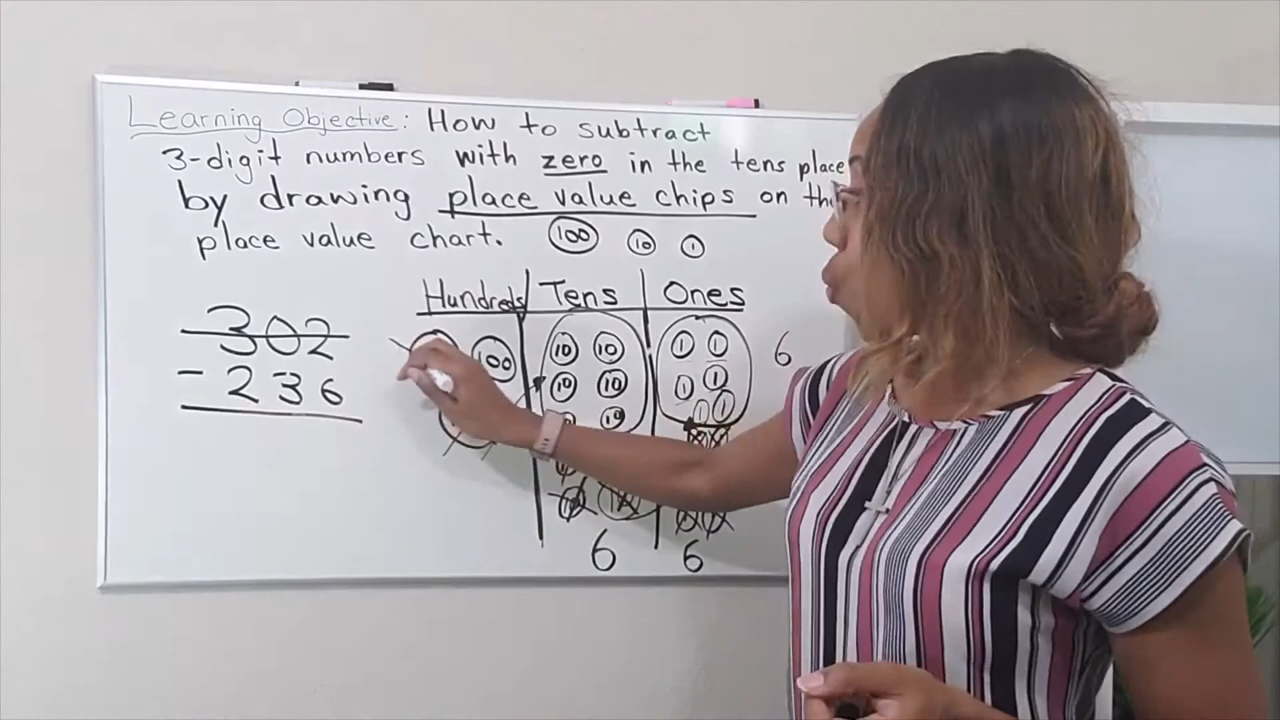 Learning Objective: How to subtract
3-digit numbers with zero in the tens place
by drawing place value chips on
place value chart. 100 10 1
Hundreds Tens Ones
302
- 236
100
10 10 1 1 6
10 10 1 1
10 1 1
6 6